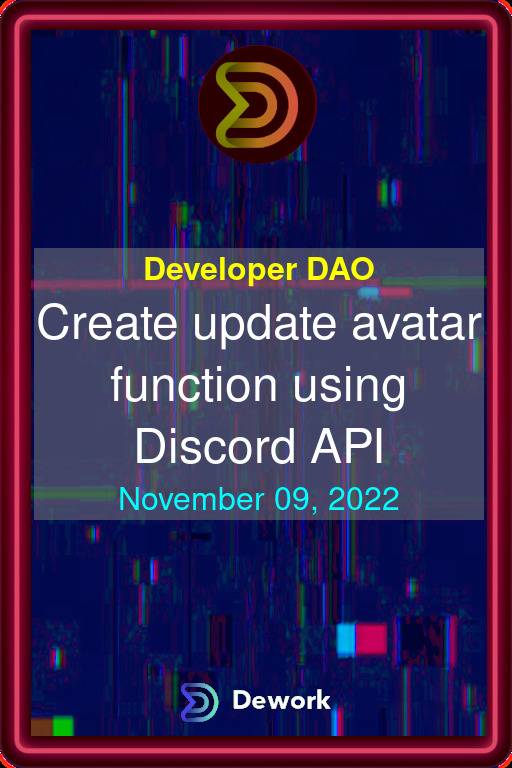 Developer DAO
Create update avatar
function using
Discord API
November 09, 2022
Dework